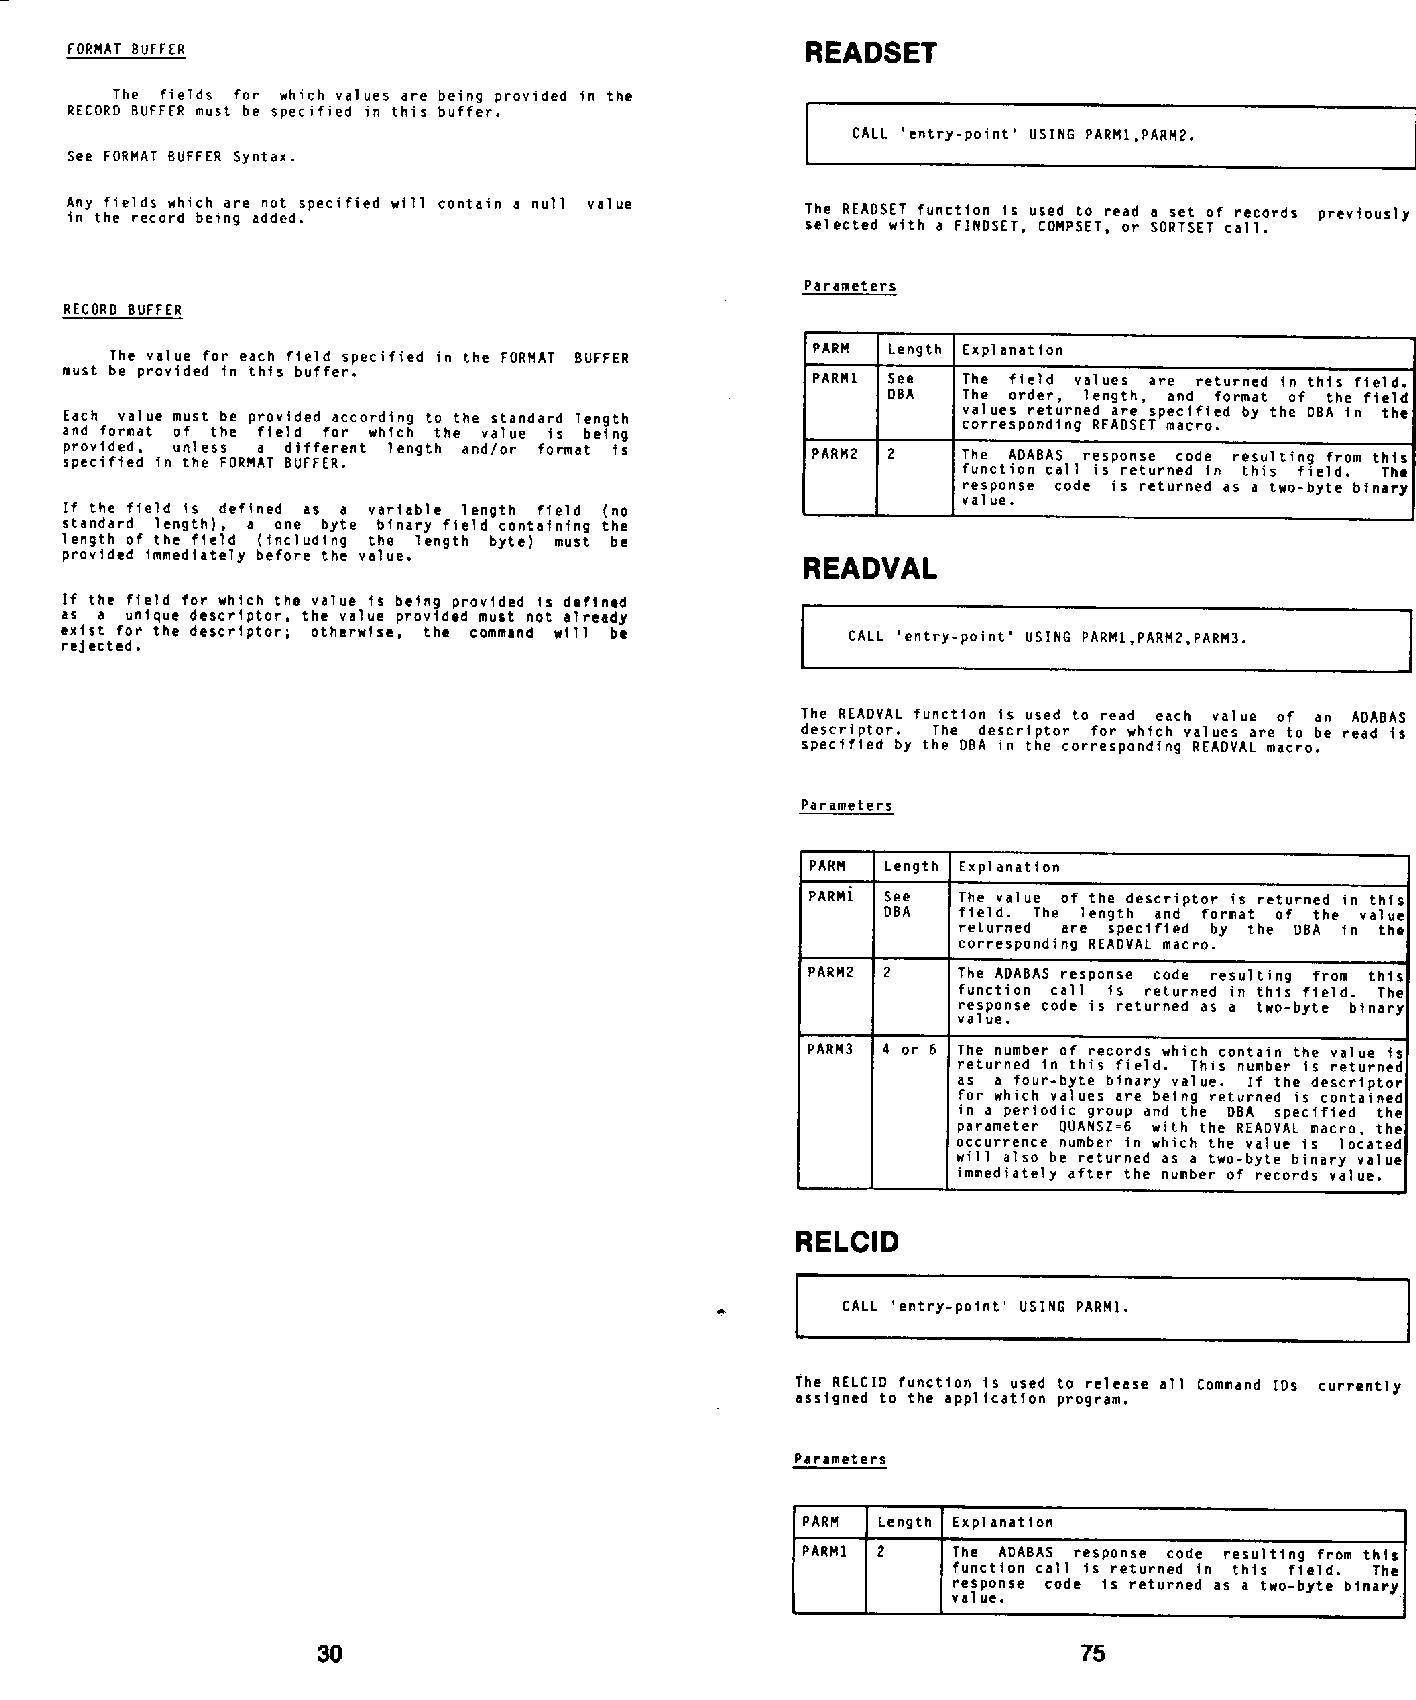 FORMAT BUFFER
The fields for which values are being provided in the
RECORD BUFFER must be specified in this buffer.
See FORMAT BUFFER Syntax.
Any fields which are not specified will contain a null value
in the record being added.
RECORD BUFFER
The value for each field specified in the FORMAT BUFFER
must be provided in this buffer.
Each value must be provided according to the standard length
and format of the field for which the value is being
provided, unless a different length and/or format is
specified in the FORMAT BUFFER.
If the field is defined as a variable length field (no
standard length), a one byte binary field containing the
length of the field (including the length byte) must be
provided immediately before the value.
If the field for which the value is being provided is defined
as a unique descriptor, the value provided must not already
exist for the descriptor; otherwise, the command will be
rejected.
30
READSET
CALL 'entry-point' USING PARM1,PARM2.
The READSET function is used to read a set of records previously
selected with a FINDSET, COMPSET, or SORTSET call.
Parameters
PARM Length Explanation
PARM1 See The field values are returned in this field.
DBA The order, length, and format of the field
values returned are specified by the DBA in the
corresponding READSET macro.
PARM2 2 The ADABAS response code resulting from this
function call is returned in this field. The
response code is returned as a two-byte binary
value.
READVAL
CALL 'entry-point' USING PARM1,PARM2,PARM3.
The READVAL function is used to read each value of an ADABAS
descriptor. The descriptor for which values are to be read is
specified by the DBA in the corresponding READVAL macro.
Parameters
PARM Length Explanation
PARM1 See The value of the descriptor is returned in this
DBA field. The length and format of the value
returned are specified by the DBA in the
corresponding READVAL macro.
PARM2 2 The ADABAS response code resulting from this
function call is returned in this field. The
response code is returned as a two-byte binary
value.
PARM3 4 or 6 The number of records which contain the value is
returned in this field. This number is returned
as a four-byte binary value. If the descriptor
for which values are being returned is contained
in a periodic group and the DBA specified the
parameter QUANSZ=6 with the READVAL macro, the
occurrence number in which the value is located
will also be returned as a two-byte binary value
immediately after the number of records value.
RELCID
CALL 'entry-point' USING PARM1.
The RELCID function is used to release all Command IDs currently
assigned to the application program.
Parameters
PARM Length Explanation
PARM1 2 The ADABAS response code resulting from this
function call is returned in this field. The
response code is returned as a two-byte binary
value.
75